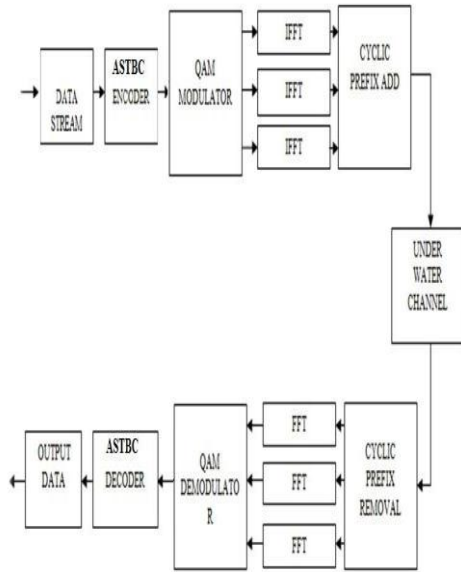 DATA
STREAM
ASTBC
ENCODER
QAM
MODULATOR
IFFT
IFFT
IFFT
CYCLIC
PREFIX ADD
UNDER
WATER
CHANNEL
CYCLIC
PREFIX
REMOVAL
FFT
FFT
FFT
QAM
DEMODULATO
R
ASTBC
DECODER
OUTPUT
DATA